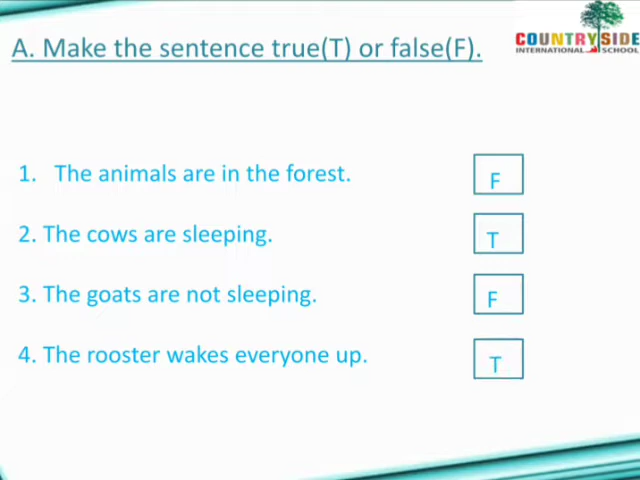 A. Make the sentence true(T) or false(F).
COUNTRYSIDE
INTERNATIONAL SCHOOL
1. The animals are in the forest. F
2. The cows are sleeping. T
3. The goats are not sleeping. F
4. The rooster wakes everyone up. T